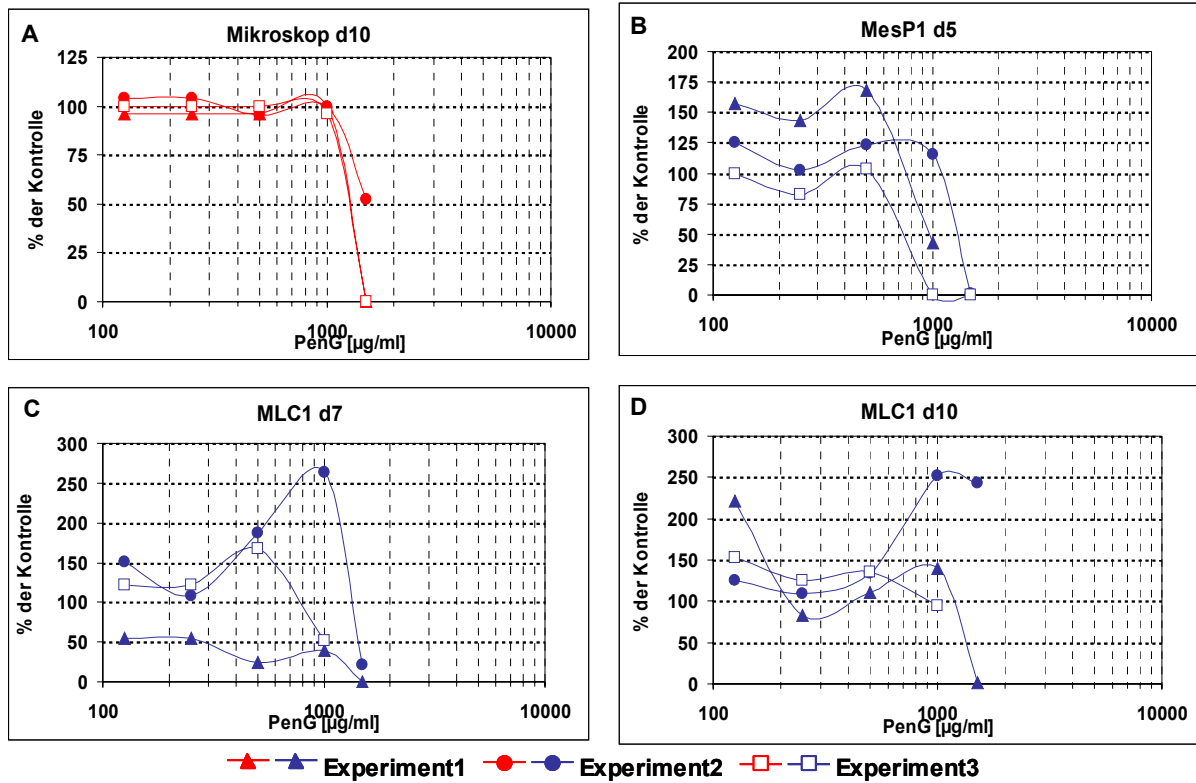 A
Mikroskop d10
% der Kontrolle
125
100
75
50
25
0
100
1000
10000
PenG [µg/ml]
B
MesP1 d5
% der Kontrolle
200
175
150
125
100
75
50
25
0
100
1000
10000
PenG [µg/ml]
C
MLC1 d7
% der Kontrolle
300
250
200
150
100
50
0
100
1000
10000
PenG [µg/ml]
D
MLC1 d10
% der Kontrolle
300
250
200
150
100
50
0
100
1000
10000
PenG [µg/ml]
Experiment1
Experiment2
Experiment3